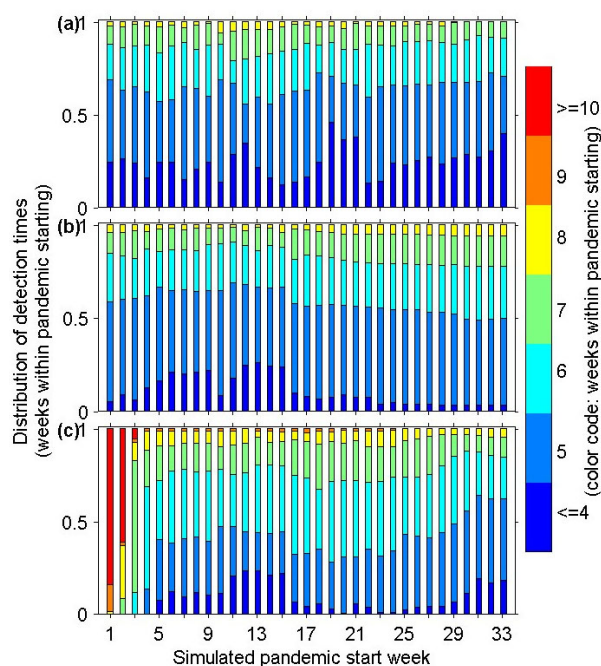 (a)
1
0.5
0
(b)
1
0.5
0
(c)
1
0.5
0
Distribution of detection times
(weeks within pandemic starting)
1 5 9 13 17 21 25 29 33
Simulated pandemic start week
>=10
9
8
7
6
5
<=4
(color code: weeks within pandemic starting)